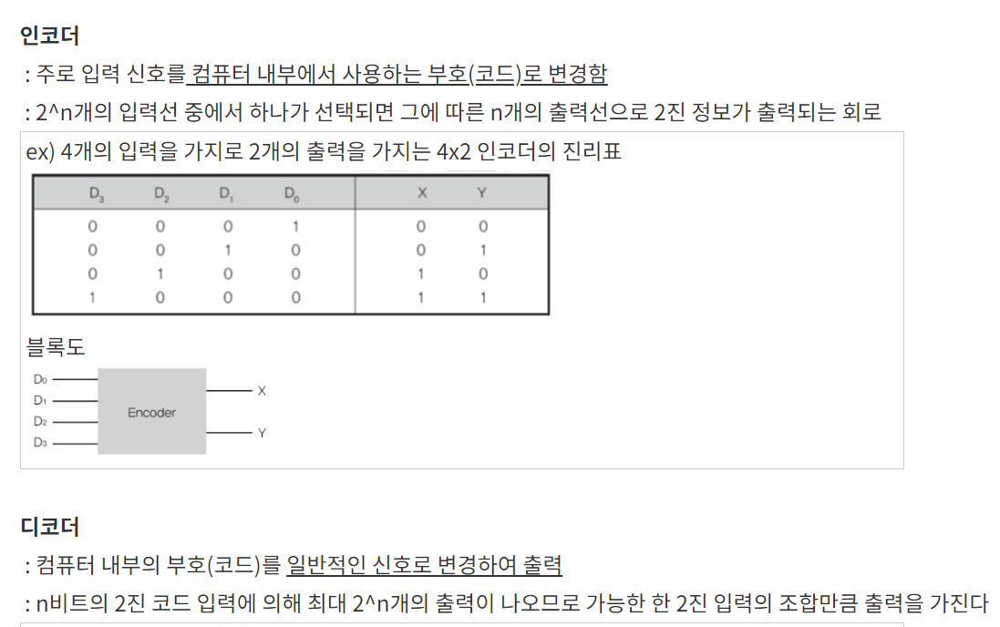 인코더
: 주로 입력 신호를 컴퓨터 내부에서 사용하는 부호(코드)로 변경함
: 2^n개의 입력선 중에서 하나가 선택되면 그에 따른 n개의 출력선으로 2진 정보가 출력되는 회로
ex) 4개의 입력을 가지로 2개의 출력을 가지는 4x2 인코더의 진리표
D₃ D₂ D₁ D₀ X Y
0 0 0 1 0 0
0 0 1 0 0 1
0 1 0 0 1 0
1 0 0 0 1 1
블록도
D₀
X
D₁
Encoder
D₂
Y
D₃
디코더
: 컴퓨터 내부의 부호(코드)를 일반적인 신호로 변경하여 출력
: n비트의 2진 코드 입력에 의해 최대 2^n개의 출력이 나오므로 가능한 한 2진 입력의 조합만큼 출력을 가진다